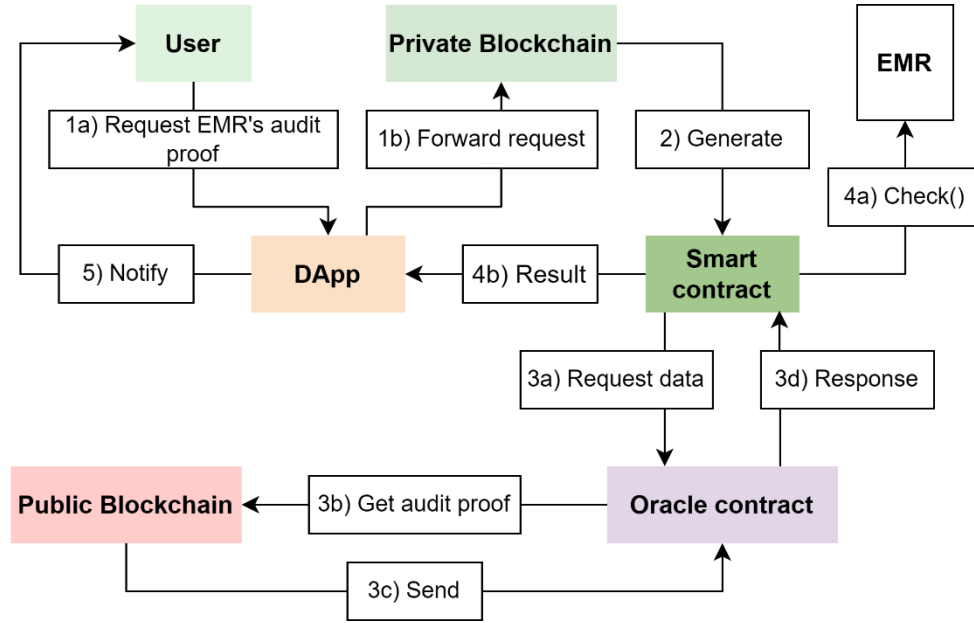 User
Private Blockchain
EMR
1a) Request EMR's audit
proof
1b) Forward request
2) Generate
4a) Check()
5) Notify
DApp
4b) Result
Smart
contract
3a) Request data
3d) Response
Public Blockchain
3b) Get audit proof
Oracle contract
3c) Send